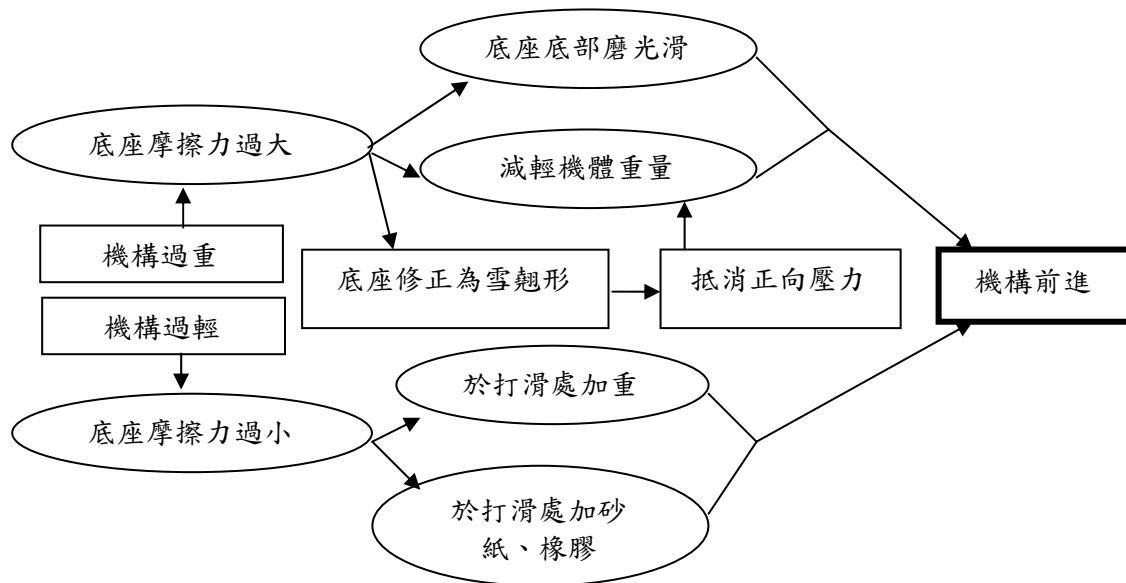 底座底部磨光滑
底座摩擦力過大
減輕機體重量
機構過重
底座修正為雪翹形
抵消正向壓力
機構前進
機構過輕
於打滑處加重
底座摩擦力過小
於打滑處加砂
紙、橡膠